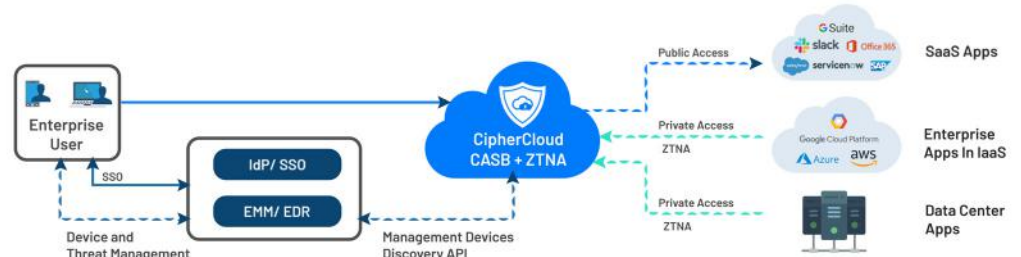 Enterprise
User
SSO
IdP/ SSO
EMM/ EDR
Device and
Threat Management
Management Devices
Discovery API
CipherCloud
CASB + ZTNA
Public Access
Private Access
ZTNA
Private Access
ZTNA
G Suite
slack
Office 365
salesforce
servicenow
SAP
SaaS Apps
Google Cloud Platform
Azure
aws
Enterprise
Apps In IaaS
Data Center
Apps